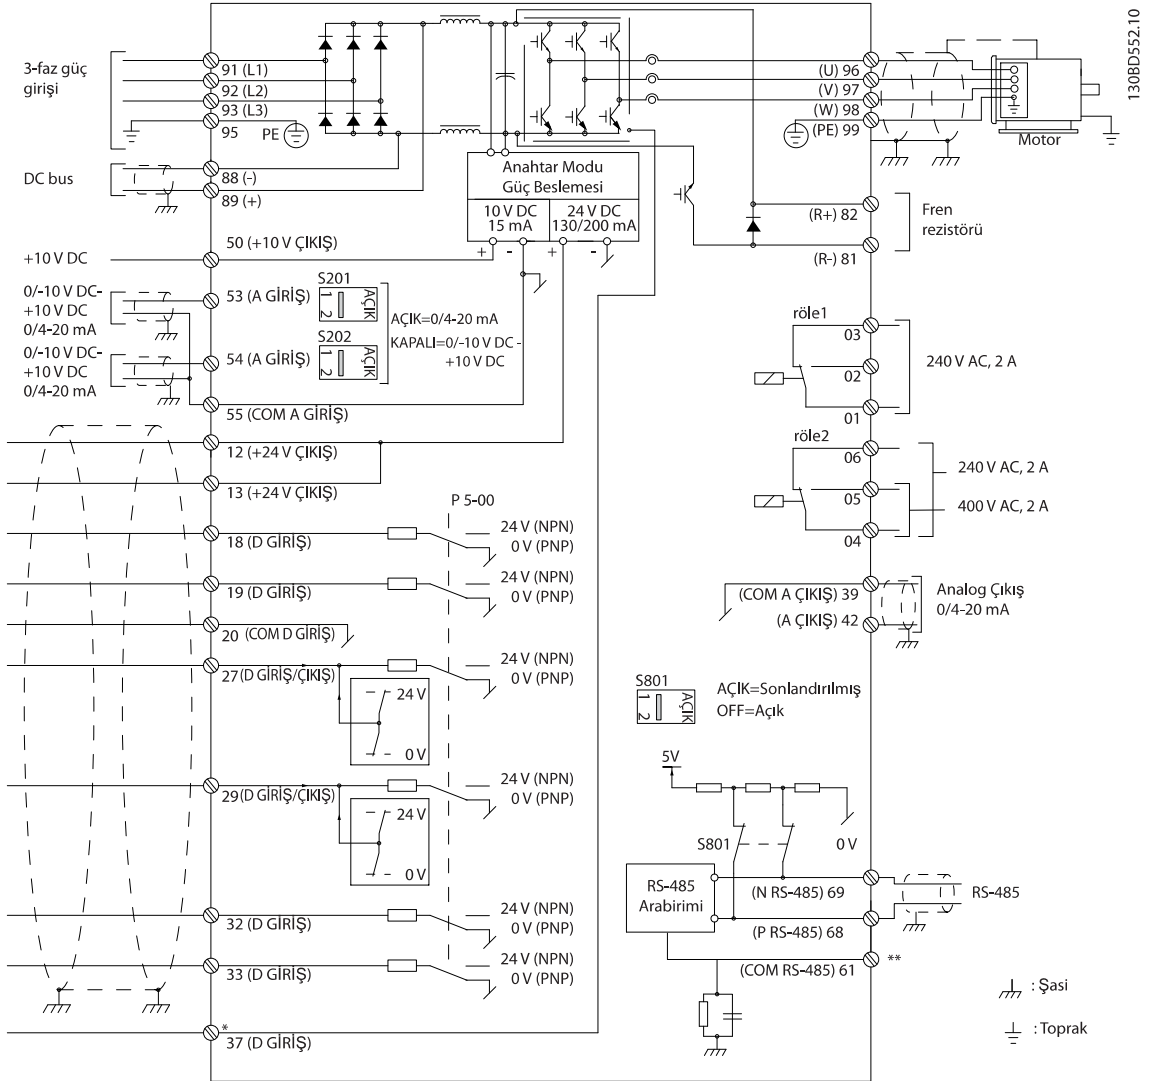 130BD552.10
3-faz güç
girişi
91 (L1)
92 (L2)
93 (L3)
95
PE
(U) 96
(V) 97
(W) 98
(PE) 99
Motor
DC bus
88 (-)
89 (+)
Anahtar Modu
Güç Beslemesi
10 V DC
15 mA
24 V DC
130/200 mA
+ - + -
(R+) 82
(R-) 81
Fren
rezistörü
+10 V DC
50 (+10 V ÇIKIŞ)
0/-10 V DC-
+10 V DC
0/4-20 mA
53 (A GİRİŞ)
S201
1 2
AÇIK
0/-10 V DC-
+10 V DC
0/4-20 mA
54 (A GİRİŞ)
S202
1 2
AÇIK
AÇIK=0/4-20 mA
KAPALI=0/-10 V DC -
+10 V DC
55 (COM A GİRİŞ)
röle1
03
02
01
240 V AC, 2 A
röle2
06
05
04
240 V AC, 2 A
400 V AC, 2 A
12 (+24 V ÇIKIŞ)
13 (+24 V ÇIKIŞ)
P 5-00
18 (D GİRİŞ)
24 V (NPN)
0 V (PNP)
19 (D GİRİŞ)
24 V (NPN)
0 V (PNP)
20 (COM D GİRİŞ)
27 (D GİRİŞ/ÇIKIŞ)
24 V (NPN)
0 V (PNP)
24 V
0 V
29 (D GİRİŞ/ÇIKIŞ)
24 V (NPN)
0 V (PNP)
24 V
0 V
32 (D GİRİŞ)
24 V (NPN)
0 V (PNP)
33 (D GİRİŞ)
24 V (NPN)
0 V (PNP)
*
37 (D GİRİŞ)
(COM A ÇIKIŞ) 39
(A ÇIKIŞ) 42
Analog Çıkış
0/4-20 mA
S801
1 2
AÇIK
AÇIK=Sonlandırılmış
OFF=Açık
5V
S801
0 V
RS-485
Arabirimi
(N RS-485) 69
(P RS-485) 68
(COM RS-485) 61
RS-485
**
: Şasi
: Toprak